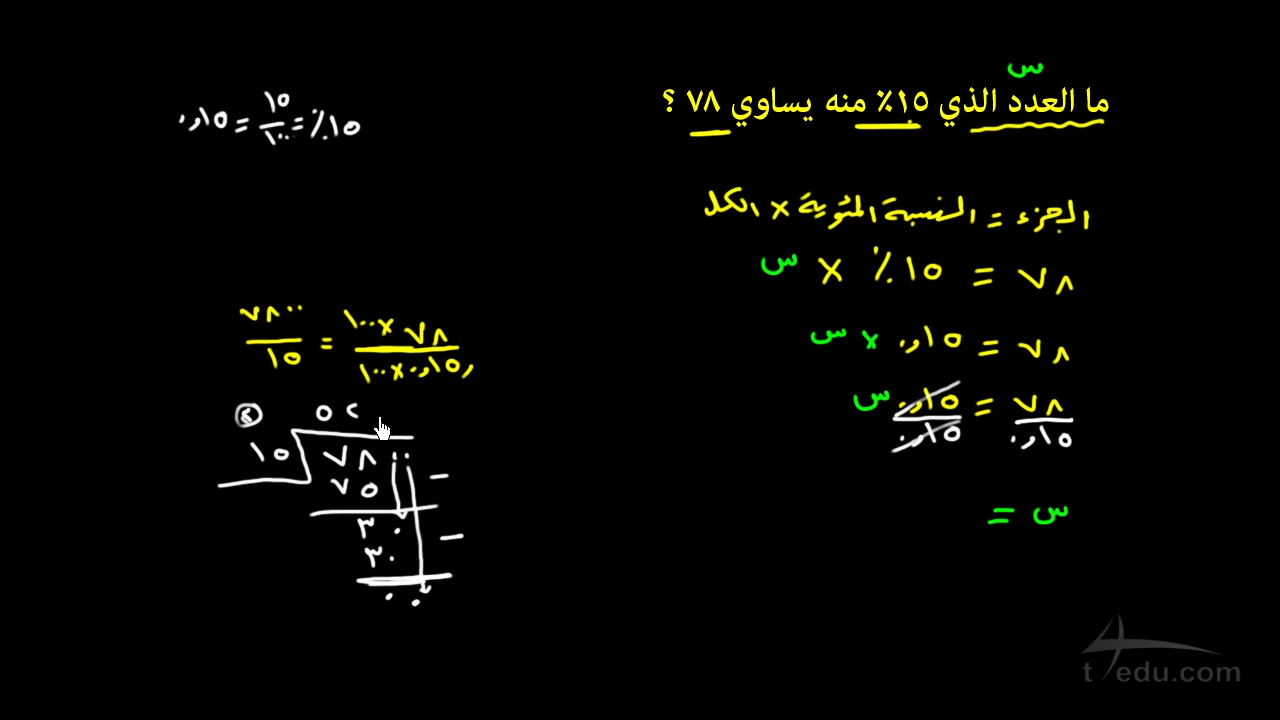 س
ما العدد الذي ١٥٪ منه يساوي ٧٨ ؟
٪١٥ = ١٥/١٠٠ = ٠,١٥
الجزء = النسبة المئوية × الكل
٧٨ = ١٥٪ × س
٧٨ = ٠,١٥ × س
٧٨/٠,١٥ = ٠,١٥/٠,١٥ س
س =
٧٨ × ١٠٠ / ٠,١٥ × ١٠٠ = ٧٨٠٠/١٥
٥٢
١٥ ٧٨٠٠
٧٥ −
٣٠
٣٠ −
٠٠
t4edu.com